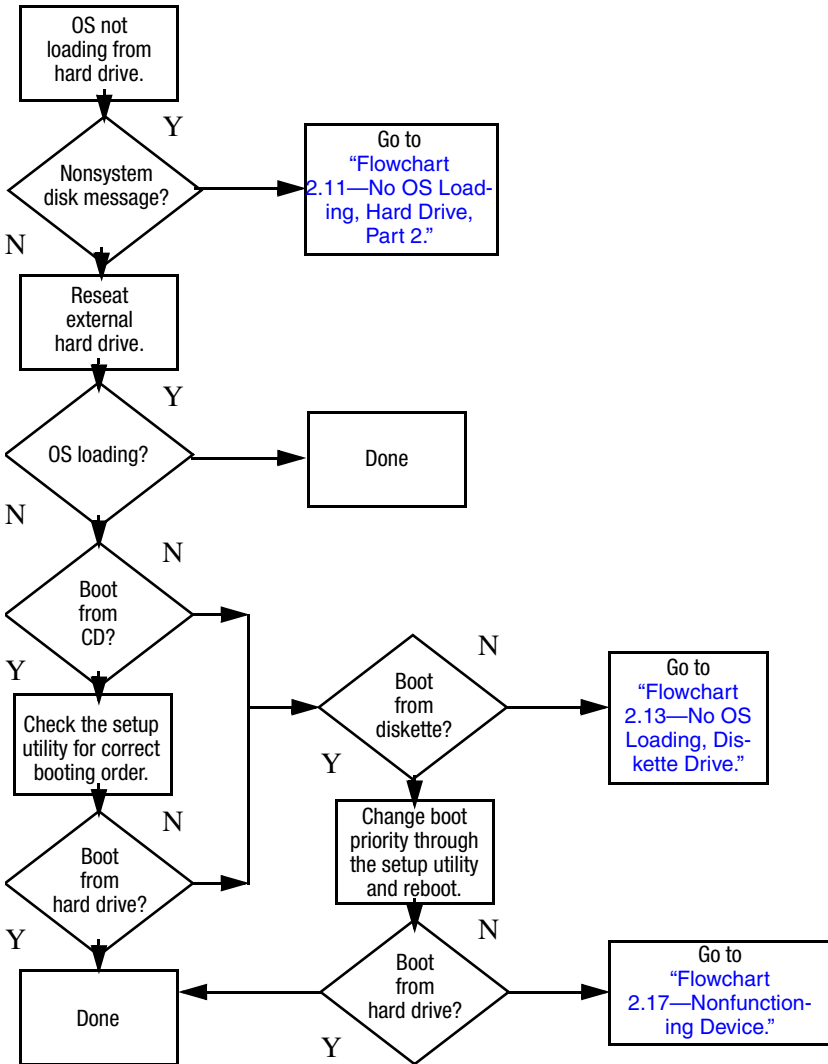 OS not
loading from
hard drive.
Y
Nonsystem
disk message?
Go to
“Flowchart
2.11—No OS Load-
ing, Hard Drive,
Part 2.”
N
Reseat
external
hard drive.
Y
OS loading?
Done
N
N
Boot
from
CD?
Y
Check the setup
utility for correct
booting order.
N
Boot
from
hard drive?
Y
Done
N
Boot
from
diskette?
Go to
“Flowchart
2.13—No OS
Loading, Dis-
kette Drive.”
Y
Change boot
priority through
the setup utility
and reboot.
N
Boot
from
hard drive?
Go to
“Flowchart
2.17—Nonfunction-
ing Device.”
Y